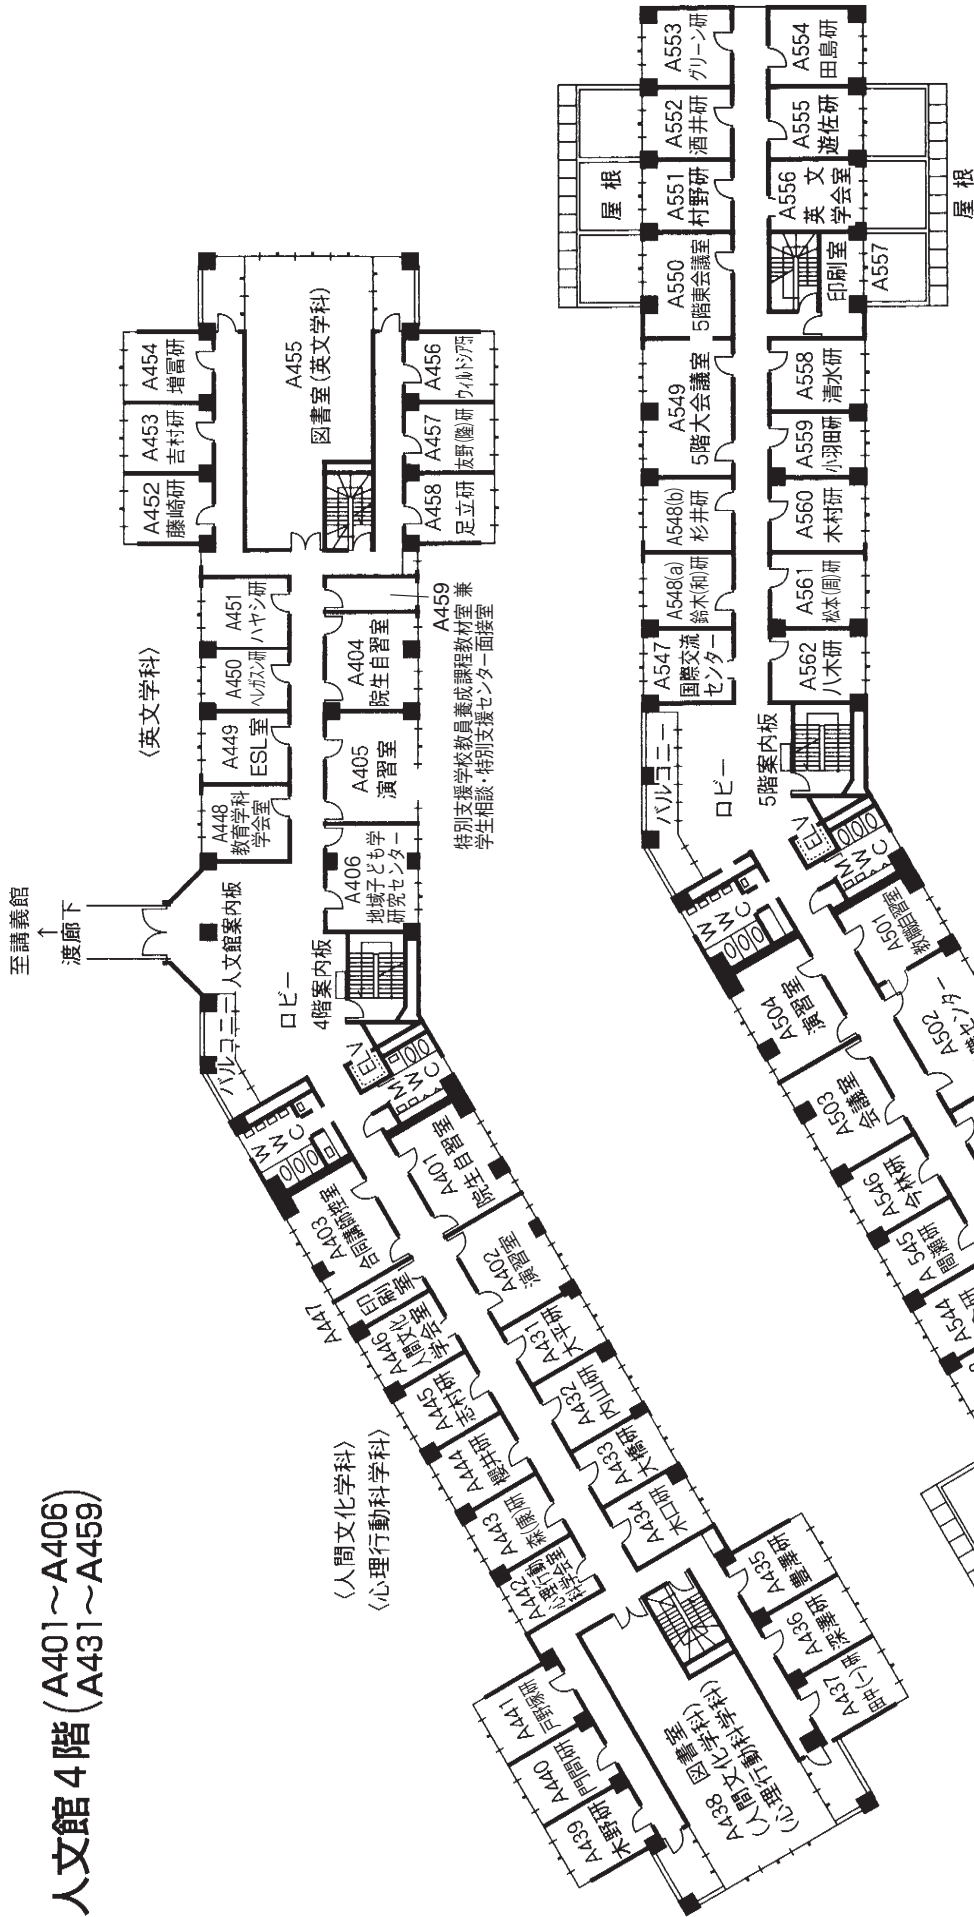 人文館4階 (A401～A406)
(A431～A459)
至講義館
↑
渡廊下
〈英文学科〉
〈人間文化学科〉
〈心理行動科学科〉
A439
木野研
A440
門間研
A441
戸野塚研
A438 図書室
(人間文化学科)
(心理行動科学科)
A437
田中(一)研
A436
深澤研
A435
黒澤研
A442
心理行動
科学会室
A443
森(康)研
A444
櫻井研
A445
志村研
A446
人間文化
学会室
A447
印刷室
A403
合同講師控室
WWC
A434
水口研
A433
大橋研
A432
内山研
A431
大平研
A402
演習室
A401
院生自習室
MWC
ELV
バルコニー
ロビー
4階案内板
人文館案内板
A448
教育学科
学会室
A449
ESL室
A450
ヘレガスン研
A451
ハヤシ研
A406
地域子ども学
研究センター
A405
演習室
A404
院生自習室
A459
特別支援学校教員養成課程教材室 兼
学生相談・特別支援センター面接室
A452
藤崎研
A453
吉村研
A454
増冨研
A455
図書室(英文学科)
A458
足立研
A457
友野(隆)研
A456
ウィルトシア研
A544
A545
間瀬研
A546
今林研
A503
会議室
A504
演習室
WWC
A502
A501
教職自習室
MWC
ELV
バルコニー
ロビー
5階案内板
A547
国際交流
センター
A548(a)
鈴木(和)研
A548(b)
杉井研
A549
5階大会議室
A550
5階東会議室
A551
村野研
A552
酒井研
A553
グリーン研
屋根
A562
八木研
A561
松本(周)研
A560
木村研
A559
小羽田研
A558
清水研
A557
印刷室
A556
英文
学会室
A555
遊佐研
A554
田島研
屋根